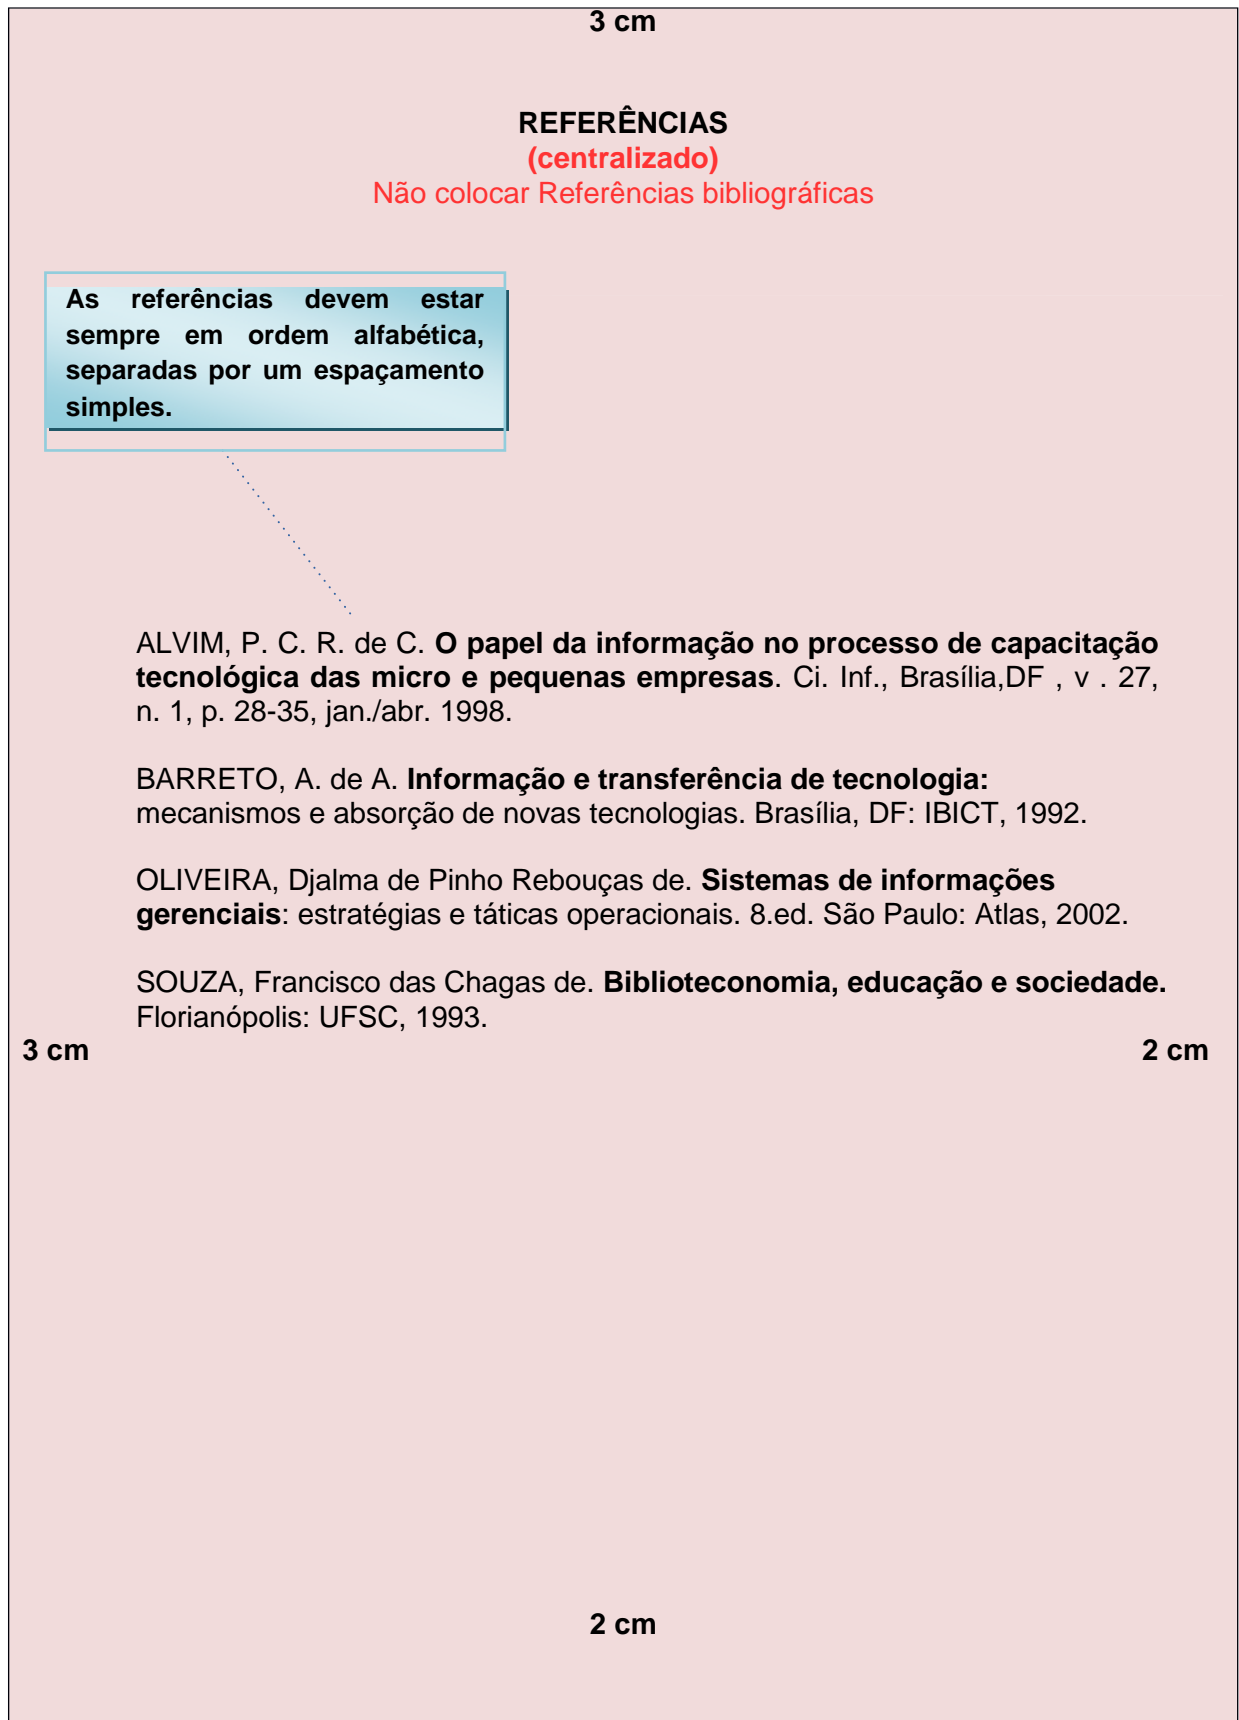 3 cm
REFERÊNCIAS
(centralizado)
Não colocar Referências bibliográficas
As referências devem estar
sempre em ordem alfabética,
separadas por um espaçamento
simples.
ALVIM, P. C. R. de C. O papel da informação no processo de capacitação
tecnológica das micro e pequenas empresas. Ci. Inf., Brasília,DF , v . 27,
n. 1, p. 28-35, jan./abr. 1998.
BARRETO, A. de A. Informação e transferência de tecnologia:
mecanismos e absorção de novas tecnologias. Brasília, DF: IBICT, 1992.
OLIVEIRA, Djalma de Pinho Rebouças de. Sistemas de informações
gerenciais: estratégias e táticas operacionais. 8.ed. São Paulo: Atlas, 2002.
SOUZA, Francisco das Chagas de. Biblioteconomia, educação e sociedade.
Florianópolis: UFSC, 1993.
3 cm
2 cm
2 cm